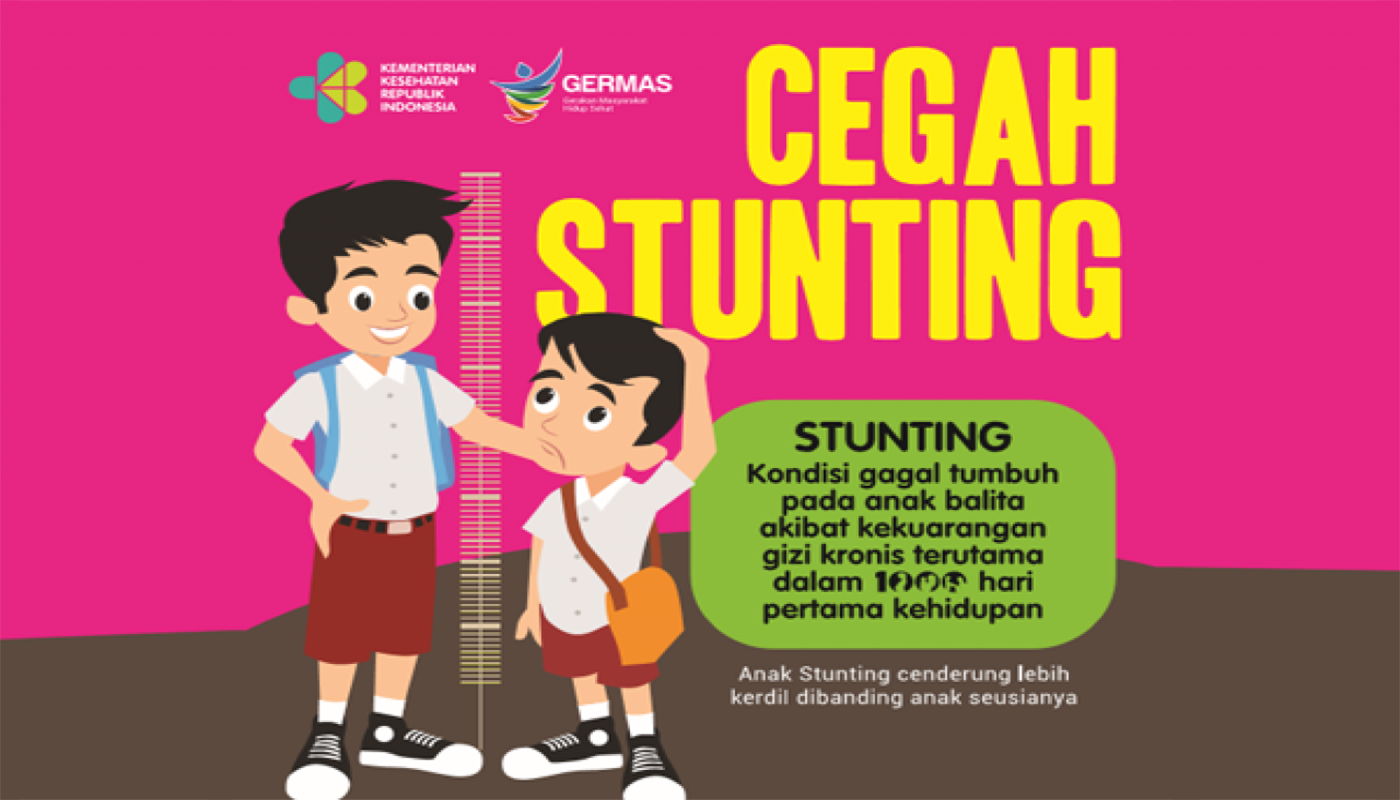 KEMENTERIAN
KESEHATAN
REPUBLIK
INDONESIA
GERMAS
Gerakan Masyarakat
Hidup Sehat
CEGAH
STUNTING
STUNTING
Kondisi gagal tumbuh
pada anak balita
akibat kekuarangan
gizi kronis terutama
dalam 1000 hari
pertama kehidupan
Anak Stunting cenderung lebih
kerdil dibanding anak seusianya